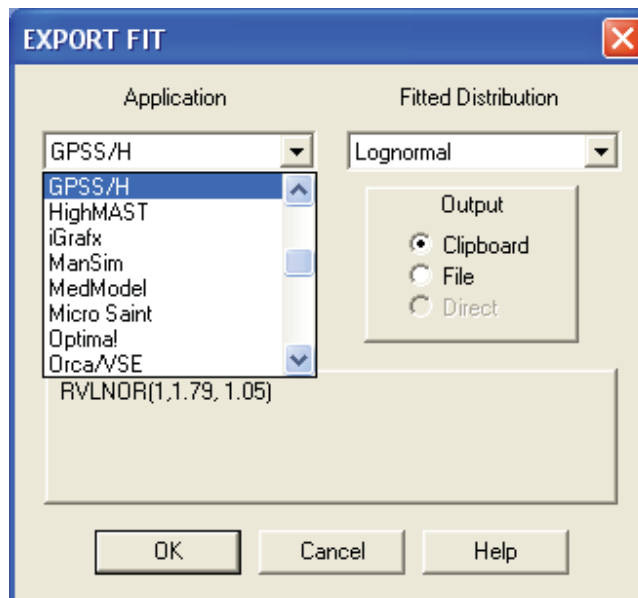 EXPORT FIT
Application
Fitted Distribution
GPSS/H
Lognormal
GPSS/H
HighMAST
iGrafx
ManSim
MedModel
Micro Saint
Optima!
Orca/VSE
Output
Clipboard
File
Direct
RVLNOR(1,1.79, 1.05)
OK
Cancel
Help